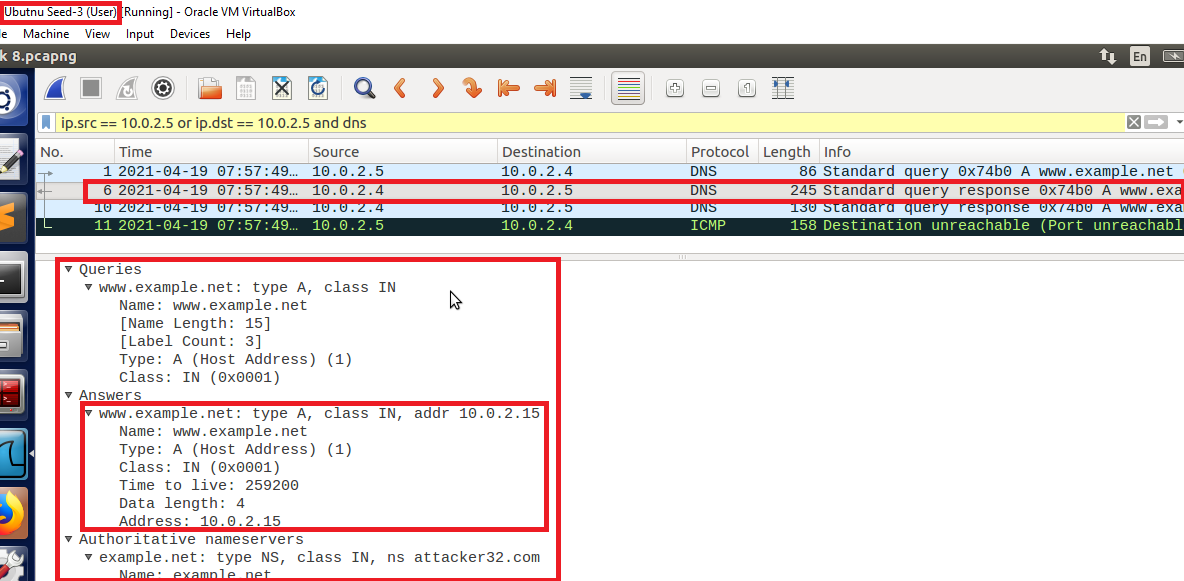 Ubutnu Seed-3 (User) [Running] - Oracle VM VirtualBox
le Machine View Input Devices Help
k 8.pcapng En
ip.src == 10.0.2.5 or ip.dst == 10.0.2.5 and dns
No. Time Source Destination Protocol Length Info
1 2021-04-19 07:57:49… 10.0.2.5 10.0.2.4 DNS 86 Standard query 0x74b0 A www.example.net
6 2021-04-19 07:57:49… 10.0.2.4 10.0.2.5 DNS 245 Standard query response 0x74b0 A www.exa
10 2021-04-19 07:57:49… 10.0.2.4 10.0.2.5 DNS 130 Standard query response 0x74b0 A www.exa
11 2021-04-19 07:57:49… 10.0.2.5 10.0.2.4 ICMP 158 Destination unreachable (Port unreachabl
Queries
www.example.net: type A, class IN
Name: www.example.net
[Name Length: 15]
[Label Count: 3]
Type: A (Host Address) (1)
Class: IN (0x0001)
Answers
www.example.net: type A, class IN, addr 10.0.2.15
Name: www.example.net
Type: A (Host Address) (1)
Class: IN (0x0001)
Time to live: 259200
Data length: 4
Address: 10.0.2.15
Authoritative nameservers
example.net: type NS, class IN, ns attacker32.com
Name: example.net